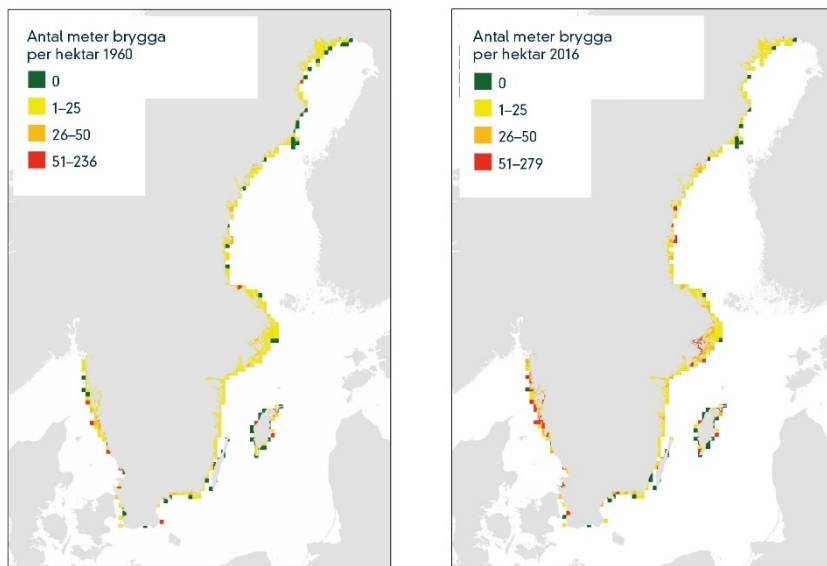 Antal meter brygga
per hektar 1960
0
1–25
26–50
51–236
Antal meter brygga
per hektar 2016
0
1–25
26–50
51–279